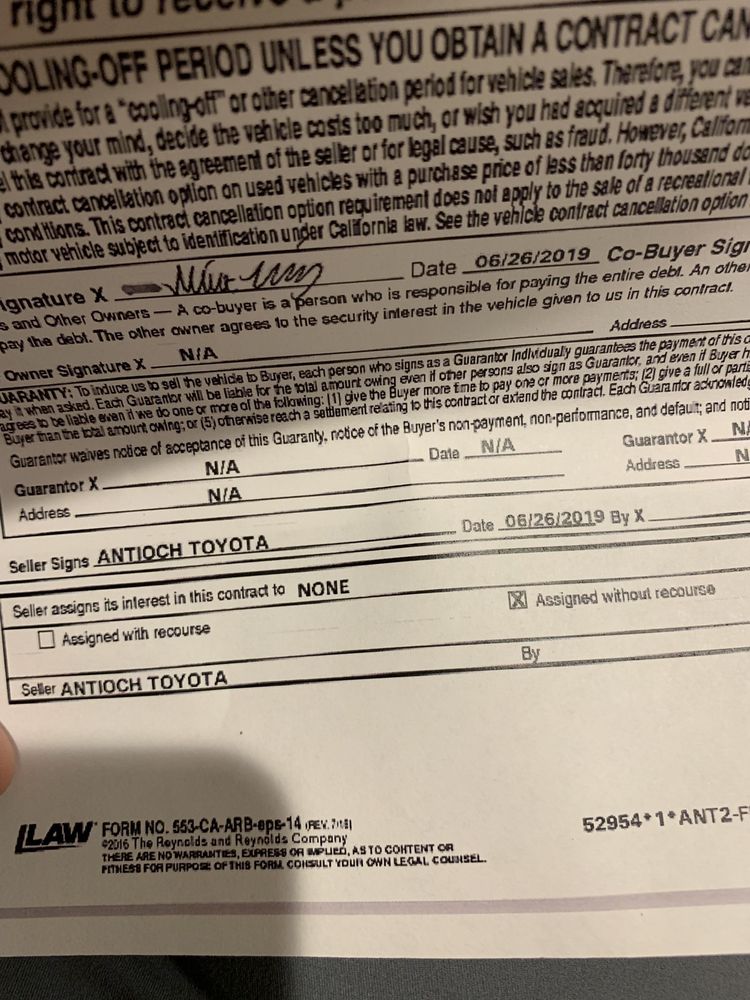 right to receive a
OOLING-OFF PERIOD UNLESS YOU OBTAIN A CONTRACT CAN
provide for a "cooling-off" or other cancellation period for vehicle sales. Therefore, you can
change your mind, decide the vehicle costs too much, or wish you had acquired a different ve
el this contract with the agreement of the seller or for legal cause, such as fraud. However, Californ
contract cancellation option on used vehicles with a purchase price of less than forty thousand do
conditions. This contract cancellation option requirement does not apply to the sale of a recreational
motor vehicle subject to identification under California law. See the vehicle contract cancellation option
ignature X Date 06/26/2019 Co-Buyer Sign
s and Other Owners — A co-buyer is a person who is responsible for paying the entire debt. An other
pay the debt. The other owner agrees to the security interest in the vehicle given to us in this contract.
Owner Signature X N/A Address
UARANTY: To induce us to sell the vehicle to Buyer, each person who signs as a Guarantor individually guarantees the payment of this c
ay it when asked. Each Guarantor will be liable for the total amount owing even if other persons also sign as Guarantor, and even if Buyer h
agrees to be liable even if we do one or more of the following: (1) give the Buyer more time to pay one or more payments; (2) give a full or parti
Buyer than the total amount owing; or (5) otherwise reach a settlement relating to this contract or extend the contract. Each Guarantor acknowledg
Guarantor waives notice of acceptance of this Guaranty, notice of the Buyer's non-payment, non-performance, and default; and noti
Guarantor X N/A Date N/A Guarantor X N/
Address N/A Address N
Seller Signs ANTIOCH TOYOTA Date 06/26/2019 By X
Seller assigns its interest in this contract to NONE
Assigned with recourse Assigned without recourse
Seller ANTIOCH TOYOTA By
LAW FORM NO. 553-CA-ARB-eps-14 (REV. 7/18)
©2016 The Reynolds and Reynolds Company
THERE ARE NO WARRANTIES, EXPRESS OR IMPLIED, AS TO CONTENT OR
FITNESS FOR PURPOSE OF THIS FORM. CONSULT YOUR OWN LEGAL COUNSEL.
52954*1*ANT2-F